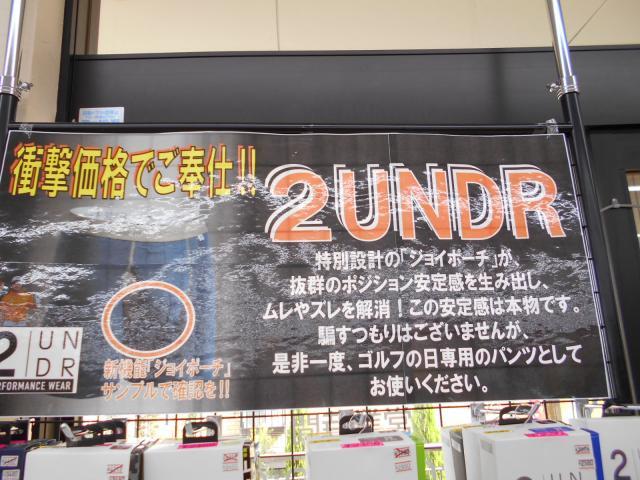 衝撃価格でご奉仕!!
2UNDR
特別設計の「ジョイポーチ」が、
抜群のポジション安定感を生み出し、
ムレやズレを解消！この安定感は本物です。
騙すつもりはございませんが、
是非一度、ゴルフの日専用のパンツとして
お使いください。
新機能「ジョイポーチ」
サンプルで確認を!!
2 UN
DR
PERFORMANCE WEAR